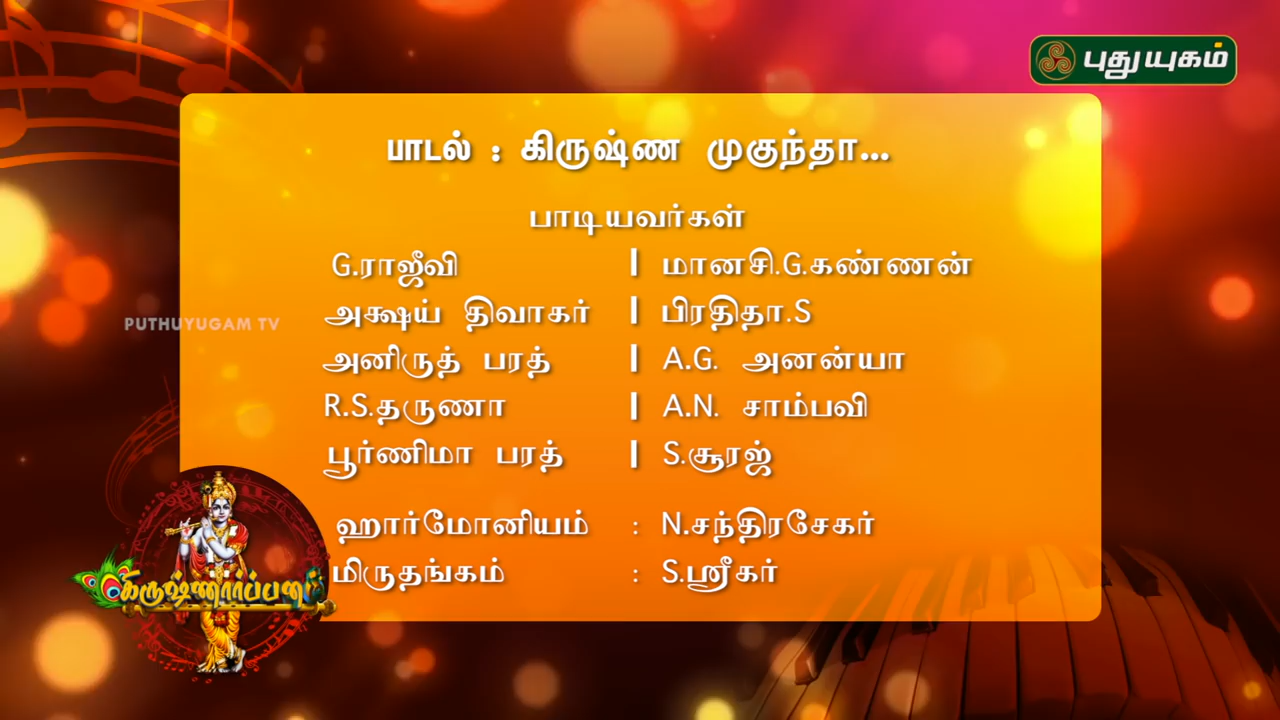 புதுயுகம்
பாடல் : கிருஷ்ண முகுந்தா...
பாடியவர்கள்
G.ராஜீவி | மானசி.G.கண்ணன்
அக்ஷய் திவாகர் | பிரதிதா.S
PUTHUYUGAM TV
அனிருத் பரத் | A.G. அனன்யா
R.S.தருணா | A.N. சாம்பவி
பூர்ணிமா பரத் | S.சூரஜ்
ஹார்மோனியம் : N.சந்திரசேகர்
மிருதங்கம் : S.ஸ்ரீகர்
கிருஷ்ணார்ப்பணம்